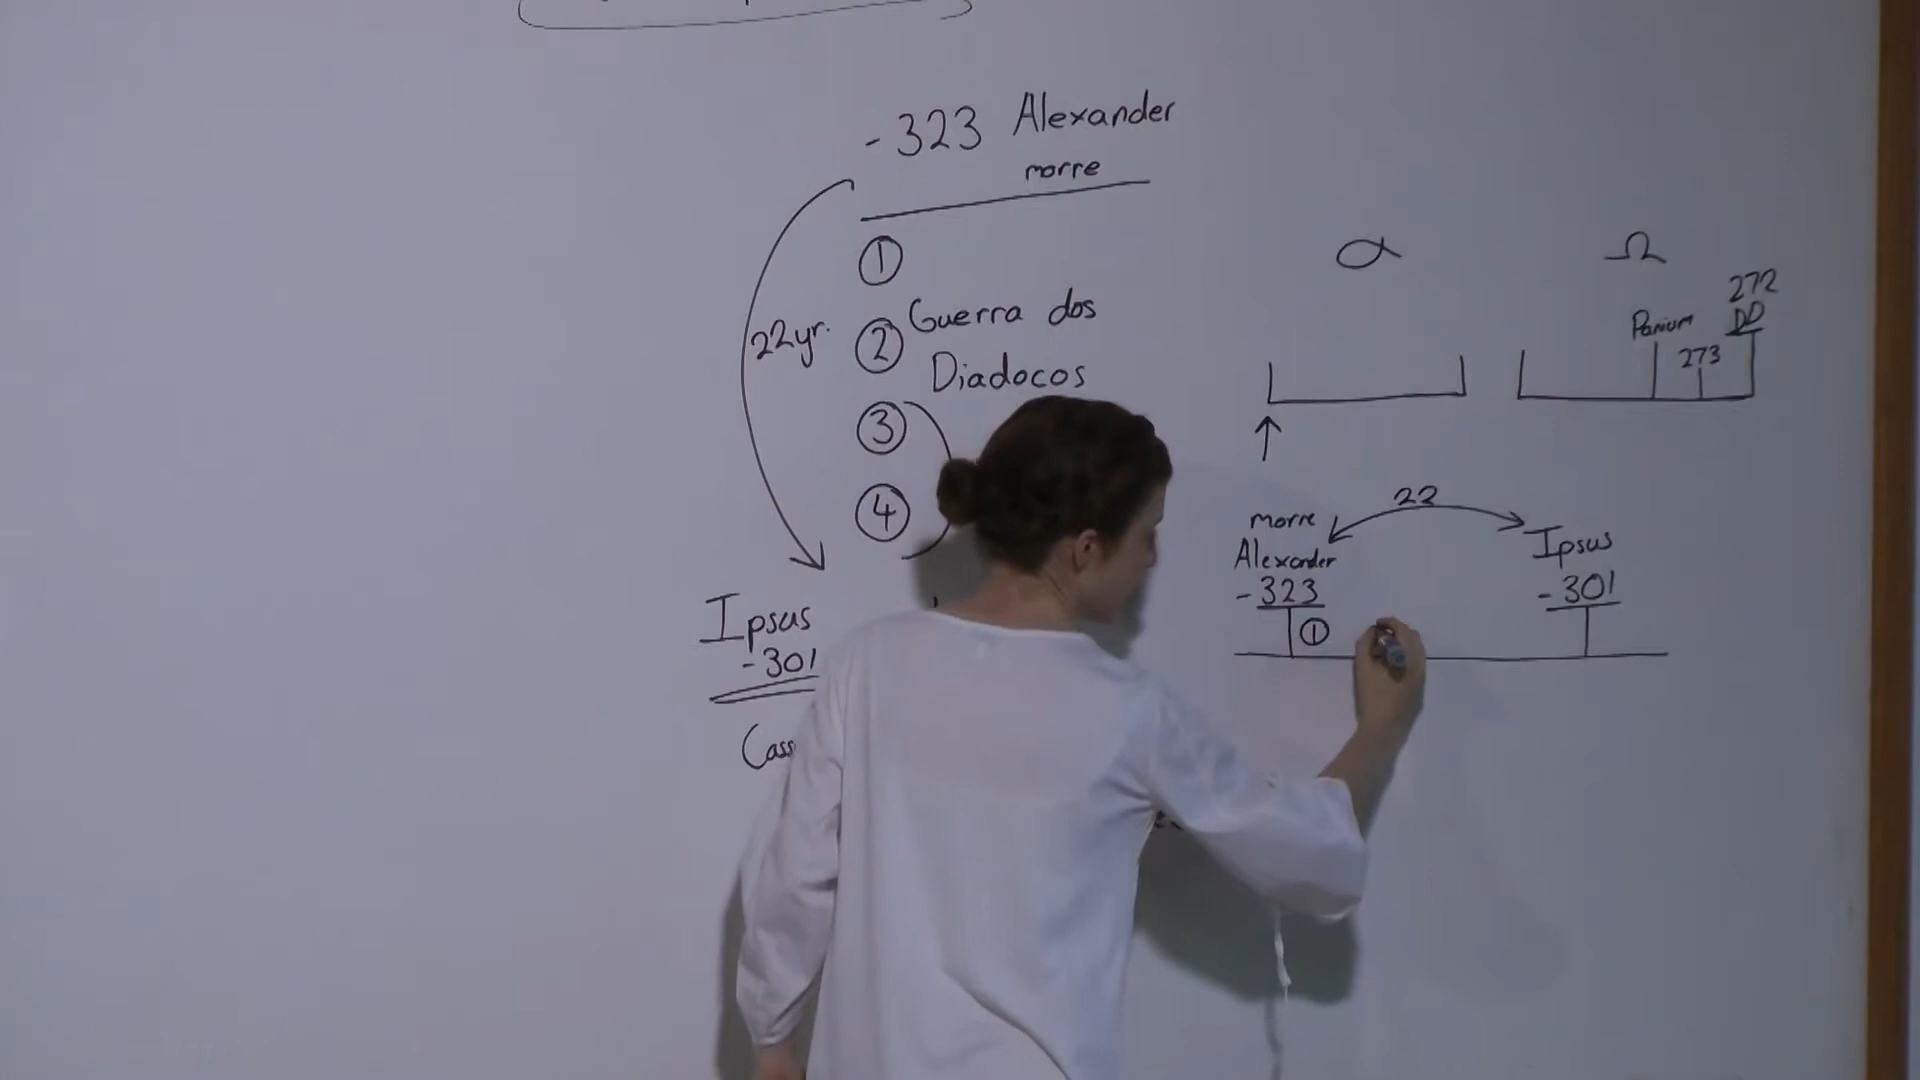 -323 Alexander
morre
①
22yr.
② Guerra dos
Diadocos
③
④
Ipsus
-301
α
Ω
272
DD
Panium
273
22
morre
Alexander
-323
①
Ipsus
-301